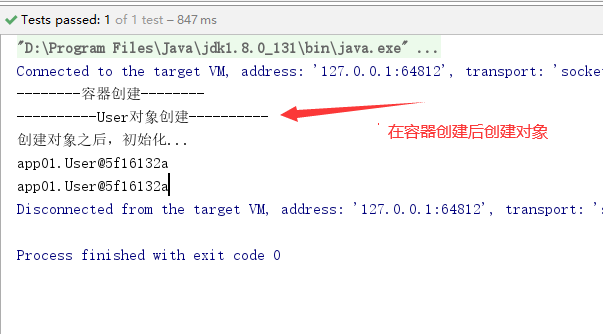 Tests passed: 1 of 1 test – 847 ms
"D:\Program Files\Java\jdk1.8.0_131\bin\java.exe" ...
Connected to the target VM, address: '127.0.0.1:64812', transport: 'socket
--------容器创建--------
----------User对象创建----------
在容器创建后创建对象
创建对象之后，初始化...
app01.User@5f16132a
app01.User@5f16132a
Disconnected from the target VM, address: '127.0.0.1:64812', transport: 's
Process finished with exit code 0